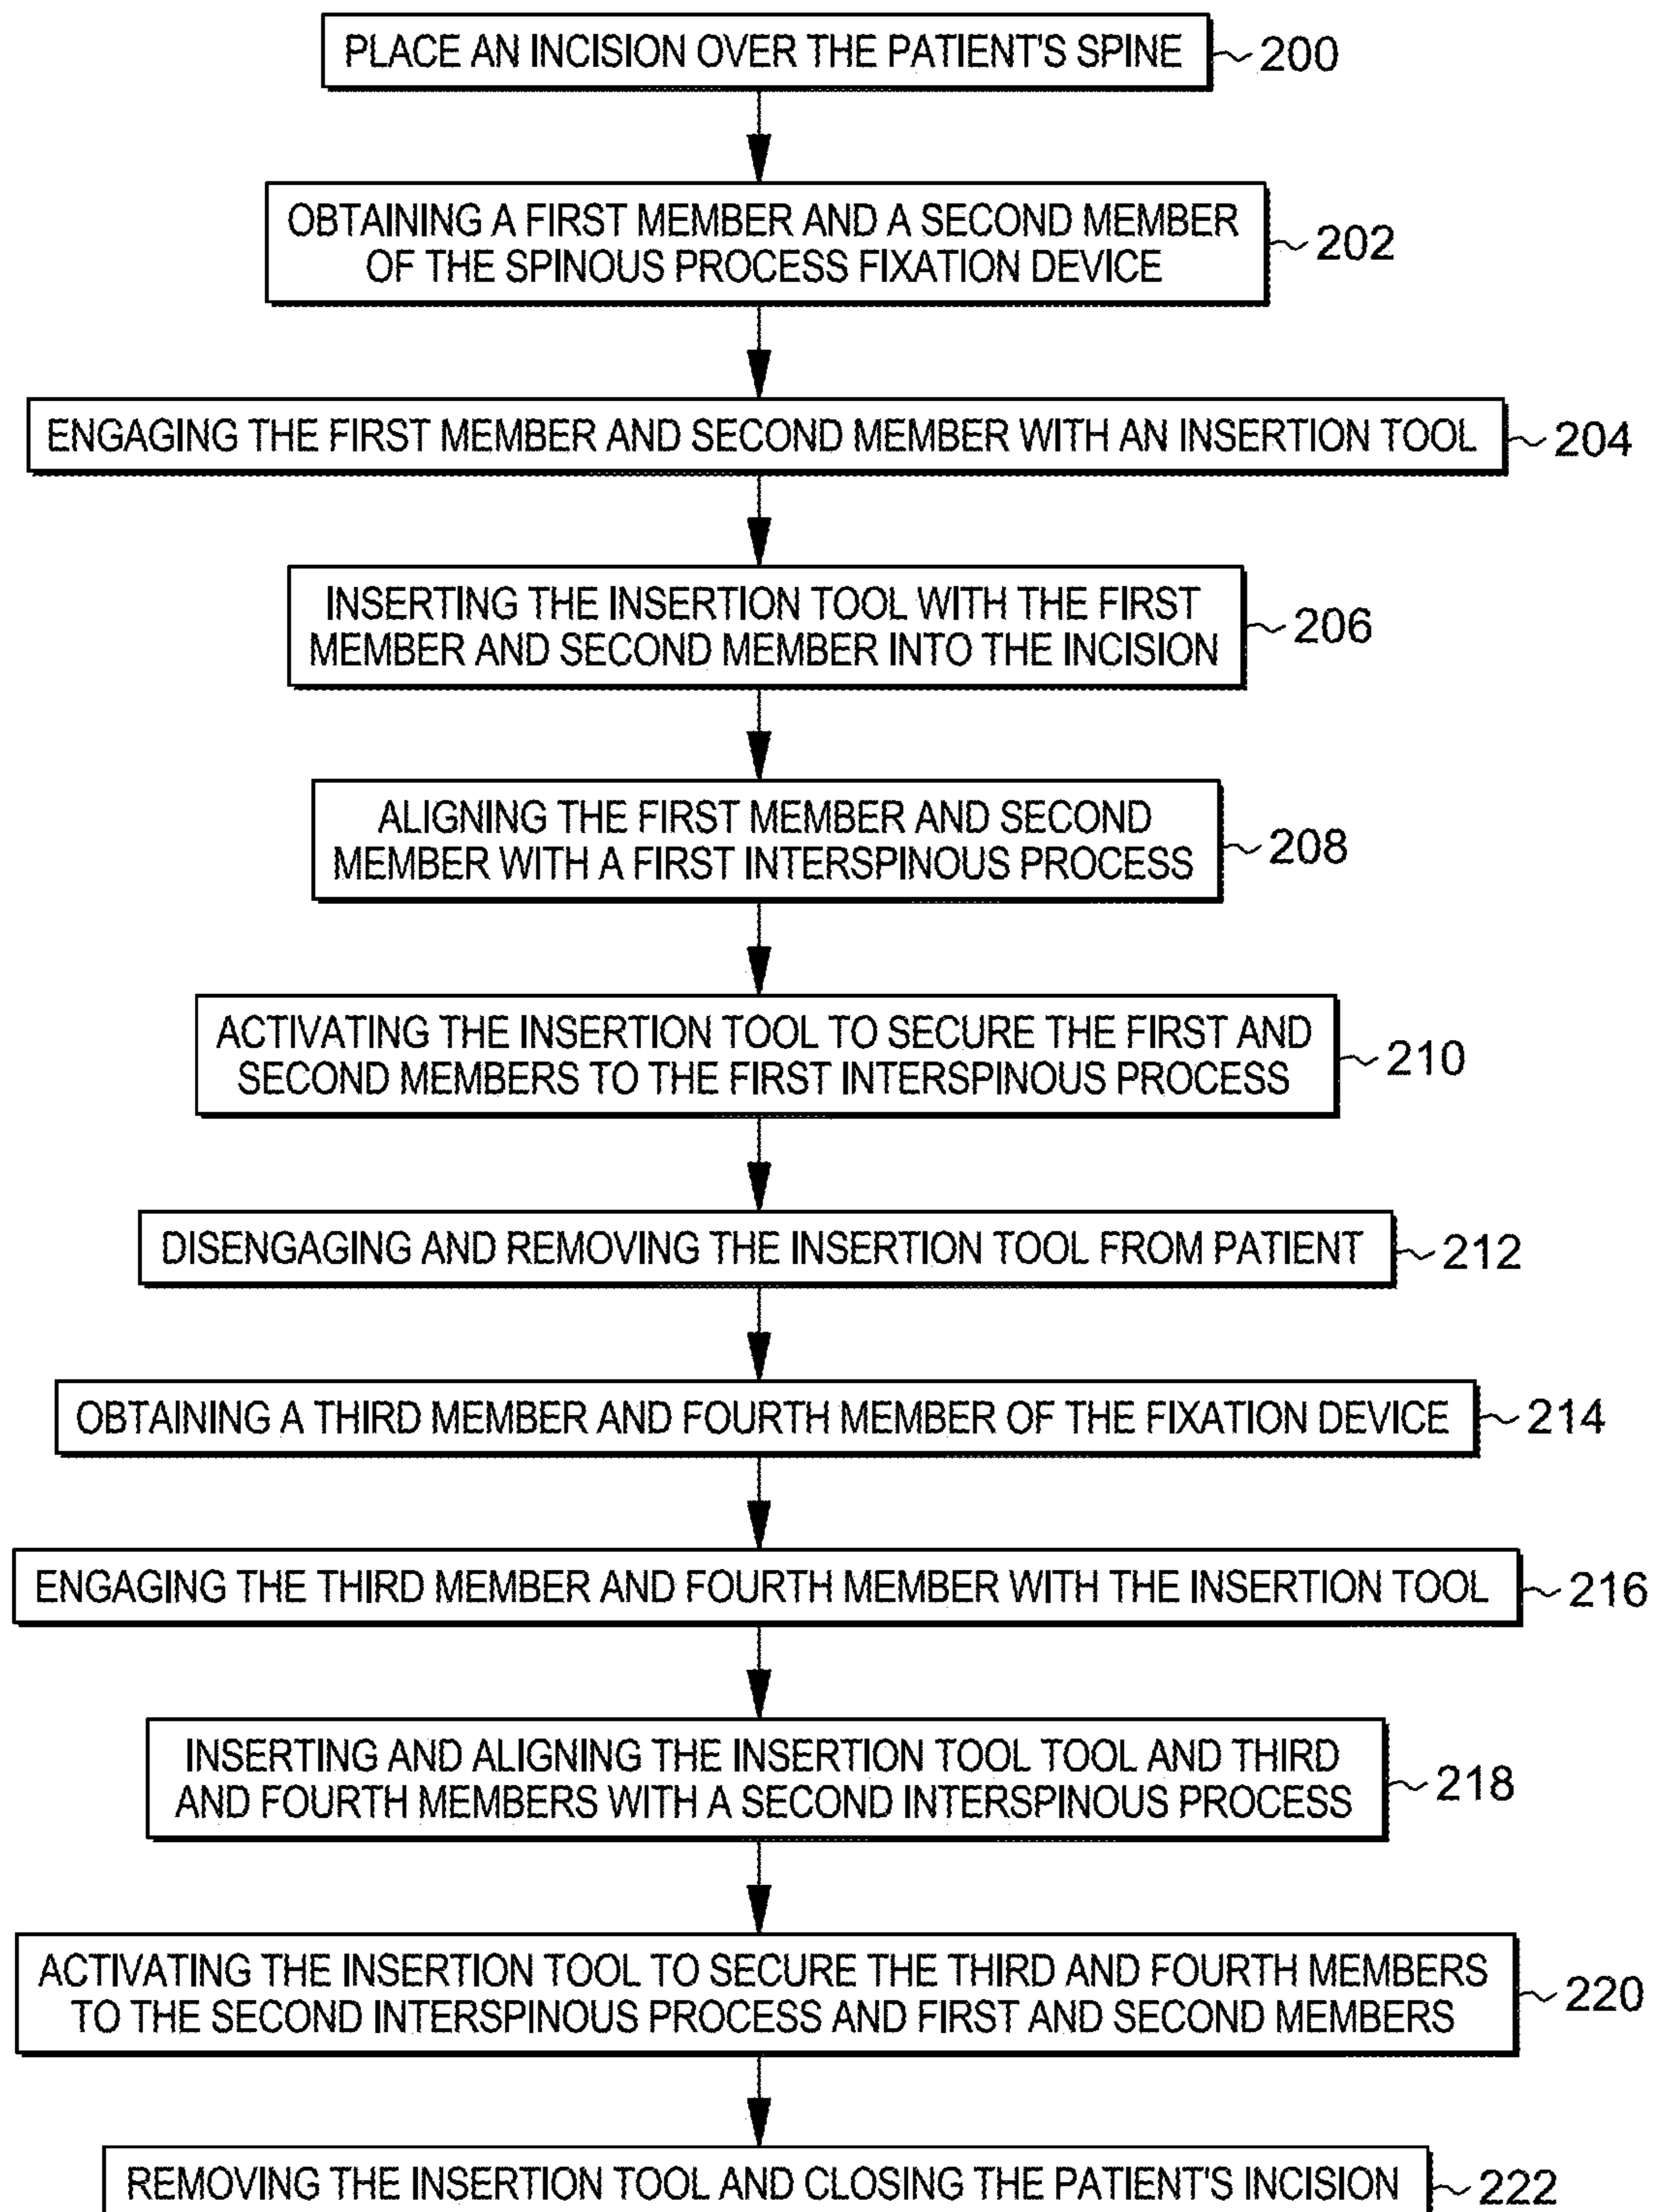 PLACE AN INCISION OVER THE PATIENT'S SPINE
200
OBTAINING A FIRST MEMBER AND A SECOND MEMBER
OF THE SPINOUS PROCESS FIXATION DEVICE
202
ENGAGING THE FIRST MEMBER AND SECOND MEMBER WITH AN INSERTION TOOL
204
INSERTING THE INSERTION TOOL WITH THE FIRST
MEMBER AND SECOND MEMBER INTO THE INCISION
206
ALIGNING THE FIRST MEMBER AND SECOND
MEMBER WITH A FIRST INTERSPINOUS PROCESS
208
ACTIVATING THE INSERTION TOOL TO SECURE THE FIRST AND
SECOND MEMBERS TO THE FIRST INTERSPINOUS PROCESS
210
DISENGAGING AND REMOVING THE INSERTION TOOL FROM PATIENT
212
OBTAINING A THIRD MEMBER AND FOURTH MEMBER OF THE FIXATION DEVICE
214
ENGAGING THE THIRD MEMBER AND FOURTH MEMBER WITH THE INSERTION TOOL
216
INSERTING AND ALIGNING THE INSERTION TOOL TOOL AND THIRD
AND FOURTH MEMBERS WITH A SECOND INTERSPINOUS PROCESS
218
ACTIVATING THE INSERTION TOOL TO SECURE THE THIRD AND FOURTH MEMBERS
TO THE SECOND INTERSPINOUS PROCESS AND FIRST AND SECOND MEMBERS
220
REMOVING THE INSERTION TOOL AND CLOSING THE PATIENT'S INCISION
222